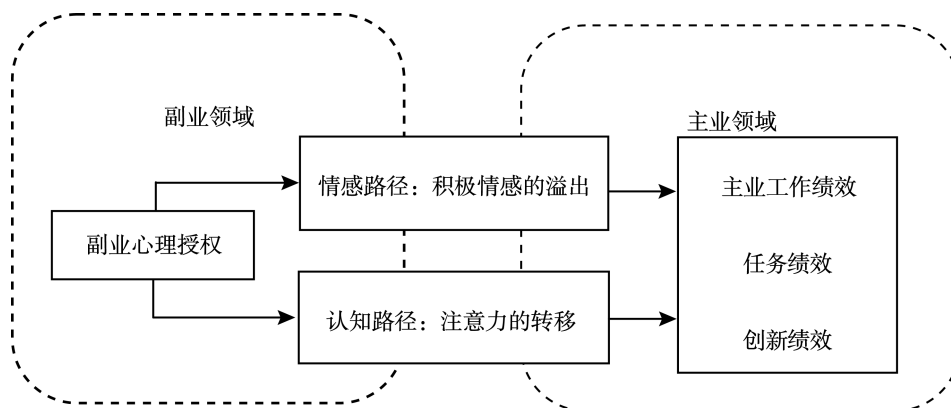 副业领域
主业领域
情感路径：积极情感的溢出
主业工作绩效
副业心理授权
任务绩效
认知路径：注意力的转移
创新绩效